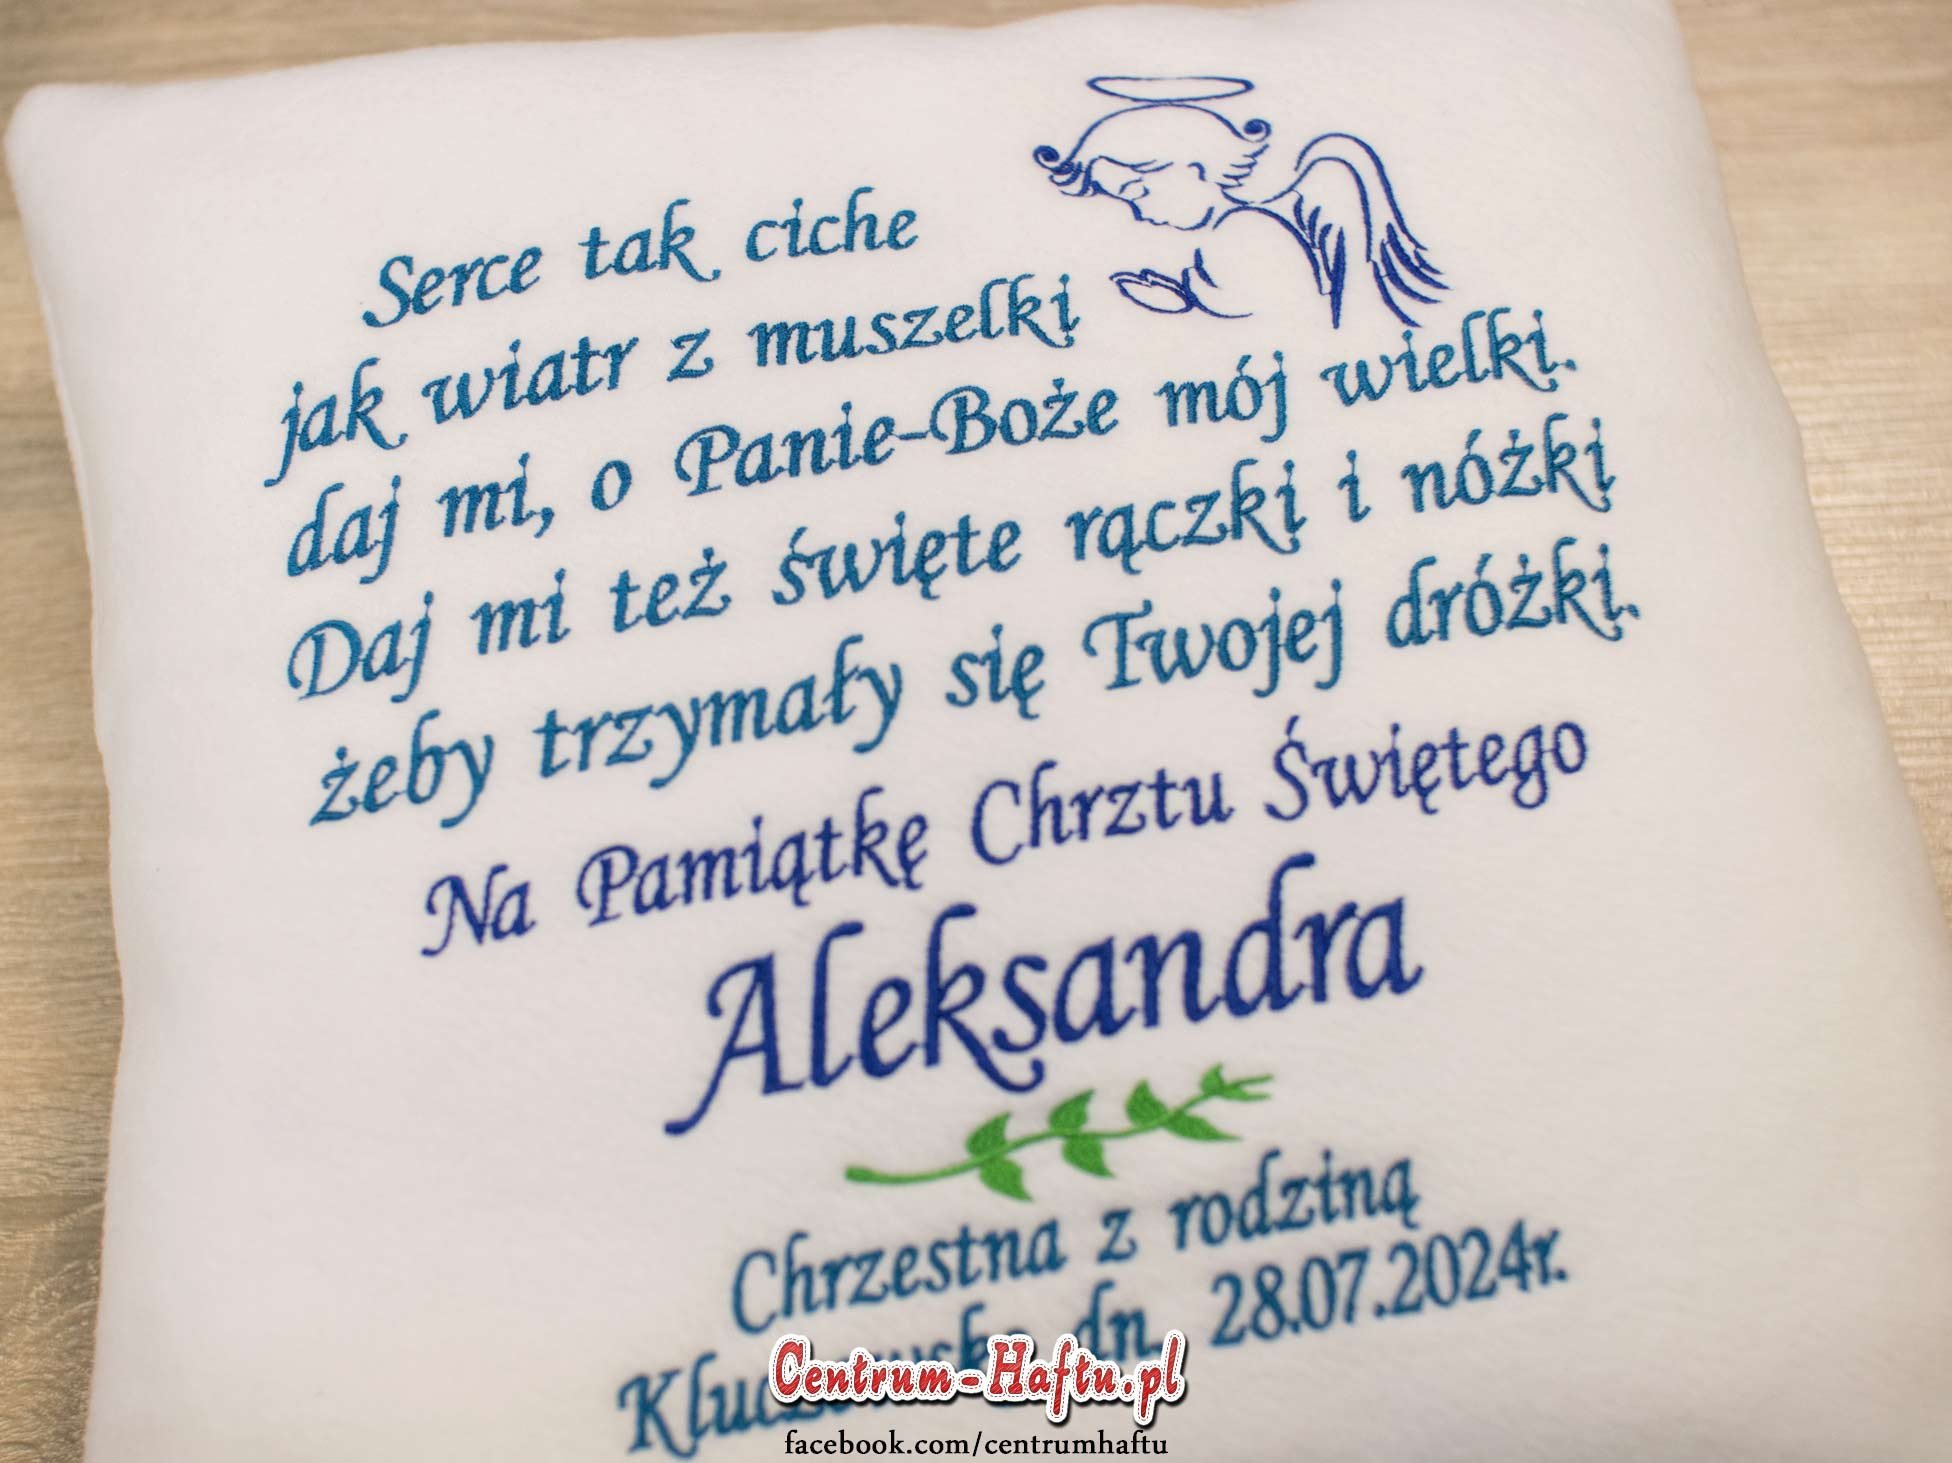 Serce tak ciche
jak wiatr z muszelki
daj mi, o Panie-Boże mój wielki.
Daj mi też święte rączki i nóżki
żeby trzymały się Twojej dróżki.
Na Pamiątkę Chrztu Świętego
Aleksandra
Chrzestna z rodziną
dn. 28.07.2024r.
Centrum-Haftu.pl
facebook.com/centrumhaftu